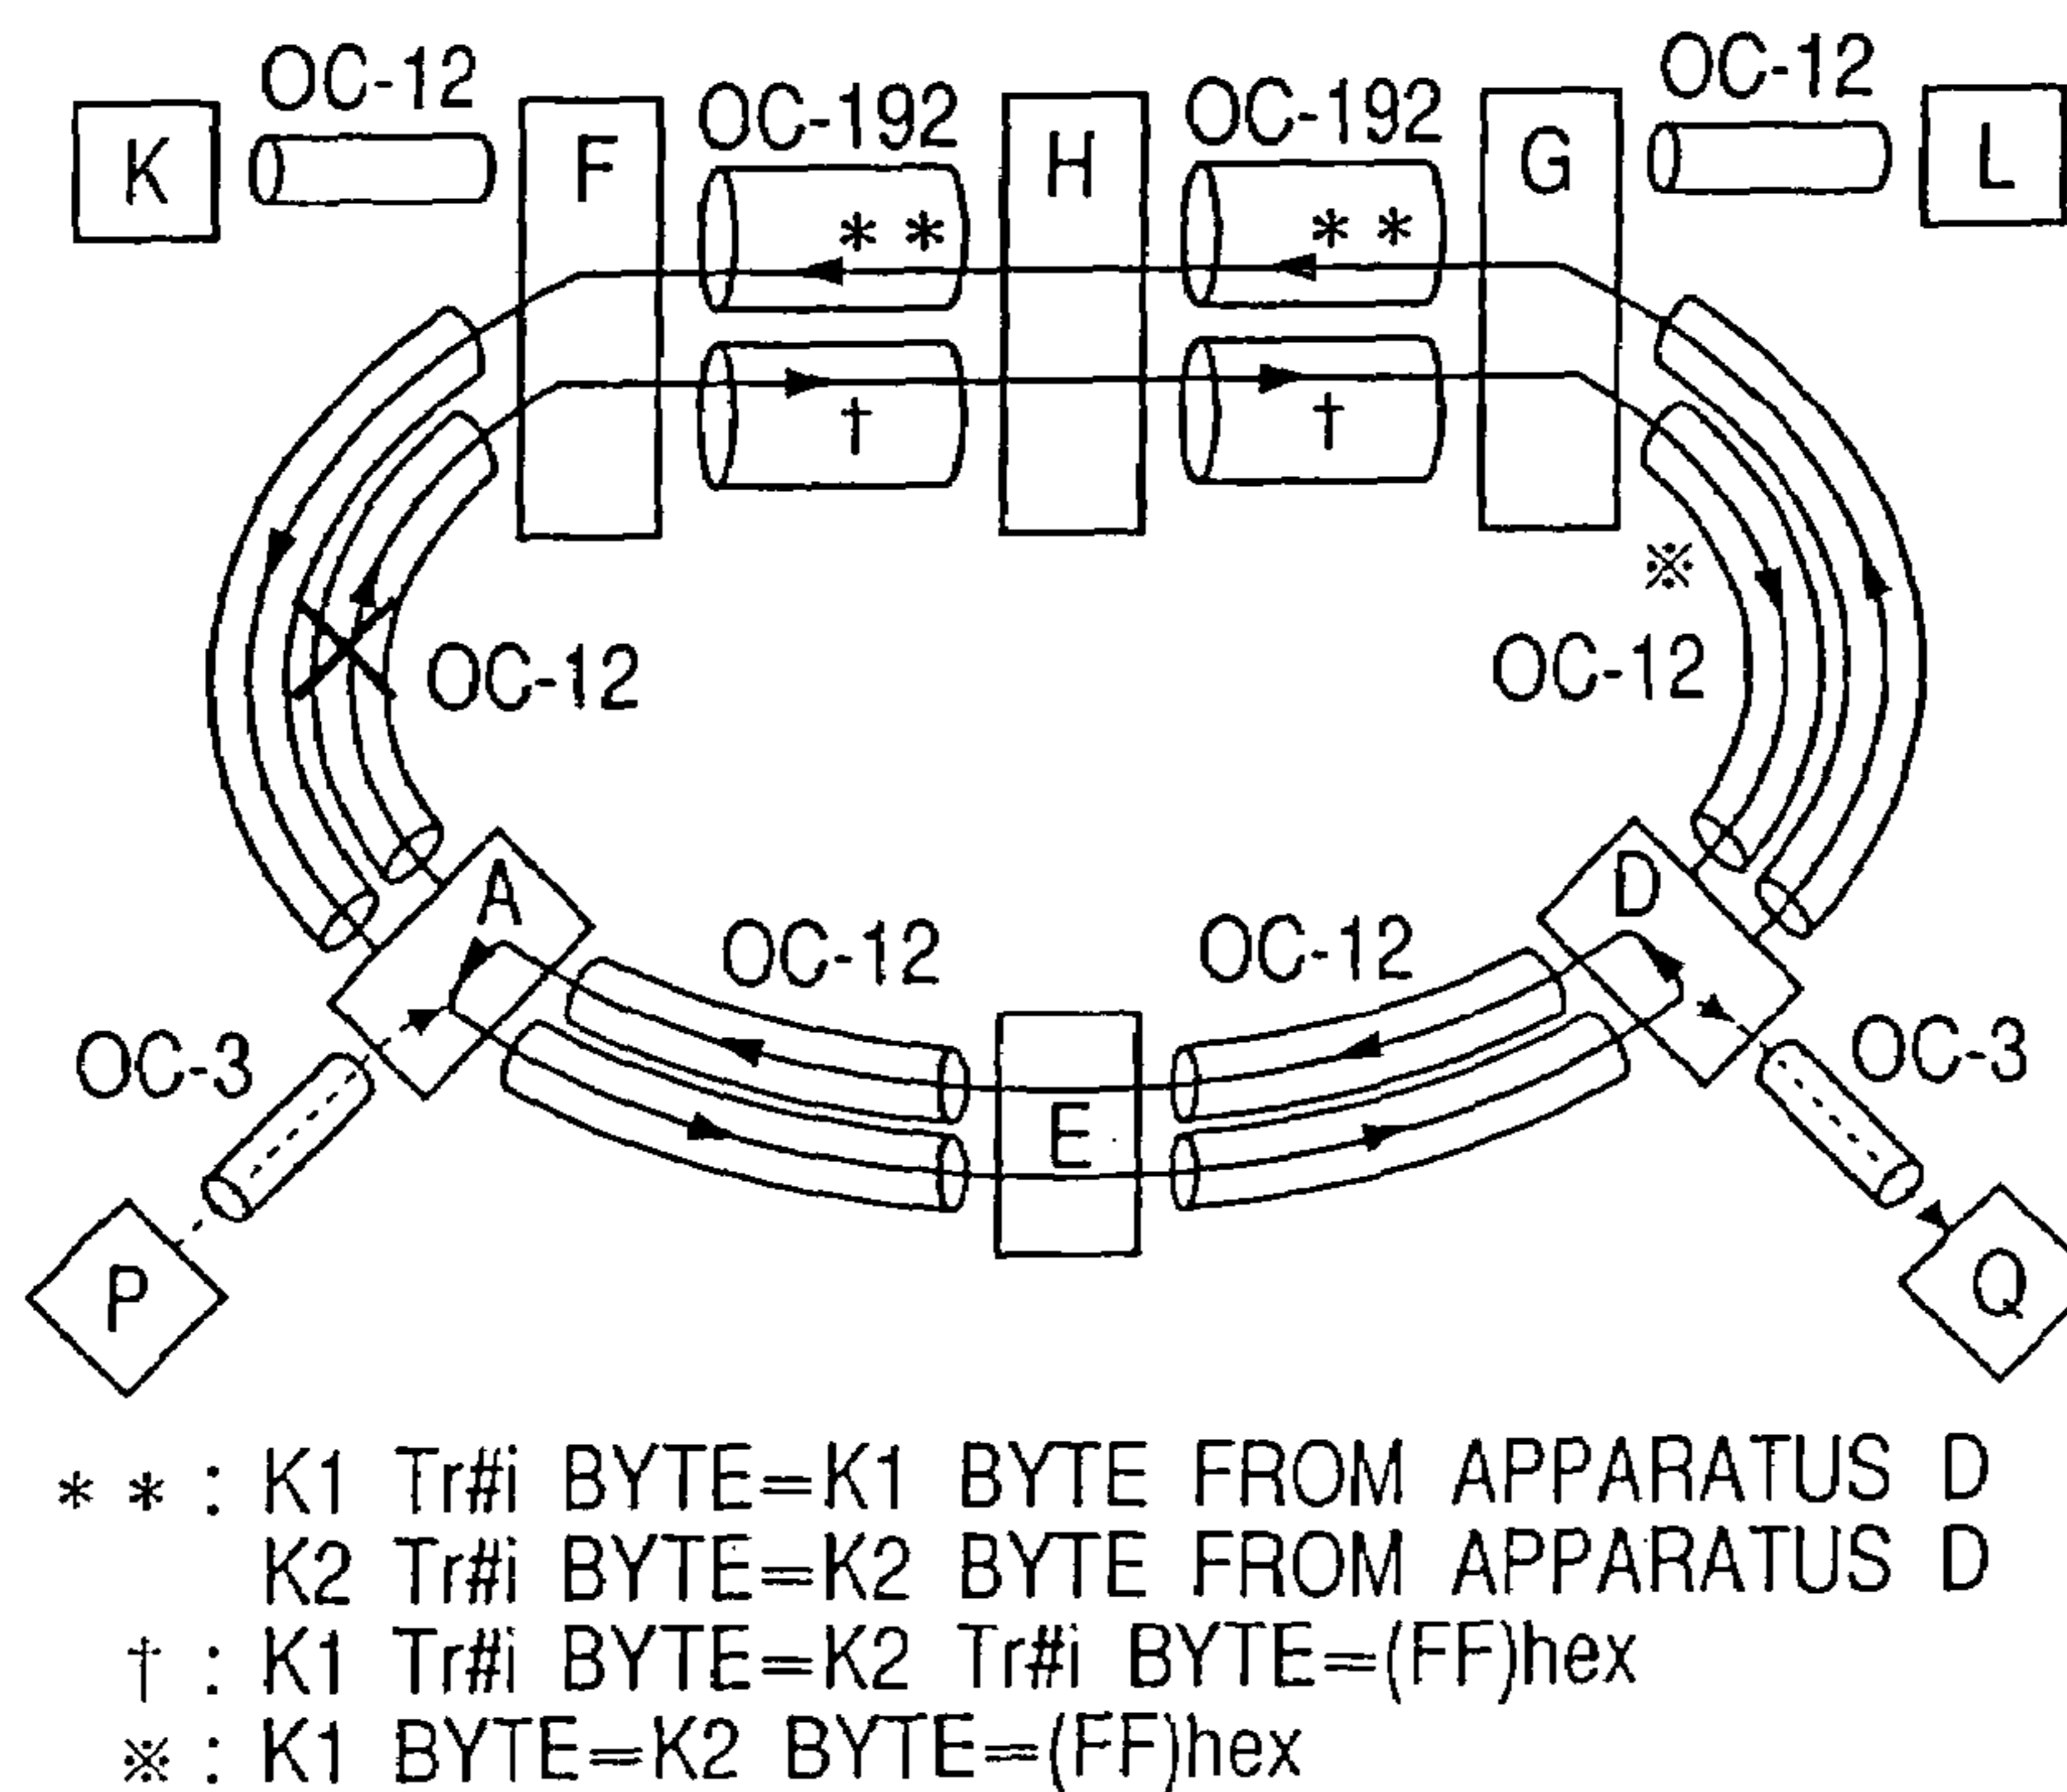 OC-12
OC-12
OC-192
OC-192
K
F
H
G
L
* *
* *
†
†
※
OC-12
OC-12
A
D
OC-12
OC-12
OC-3
OC-3
E
P
Q
* * : K1 Tr#i BYTE=K1 BYTE FROM APPARATUS D
K2 Tr#i BYTE=K2 BYTE FROM APPARATUS D
† : K1 Tr#i BYTE=K2 Tr#i BYTE=(FF)hex
※ : K1 BYTE=K2 BYTE=(FF)hex